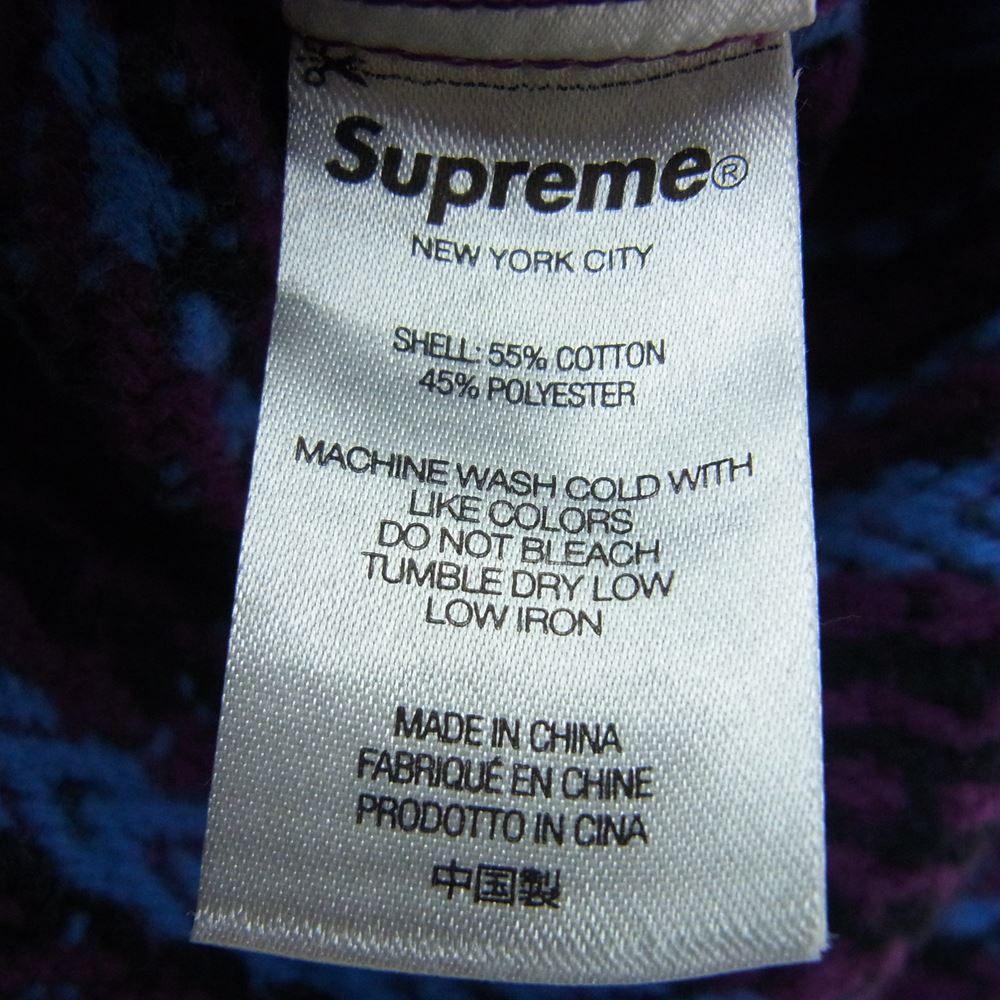 Supreme®
NEW YORK CITY
SHELL: 55% COTTON
45% POLYESTER
MACHINE WASH COLD WITH
LIKE COLORS
DO NOT BLEACH
TUMBLE DRY LOW
LOW IRON
MADE IN CHINA
FABRIQUÉ EN CHINE
PRODOTTO IN CINA
中国製